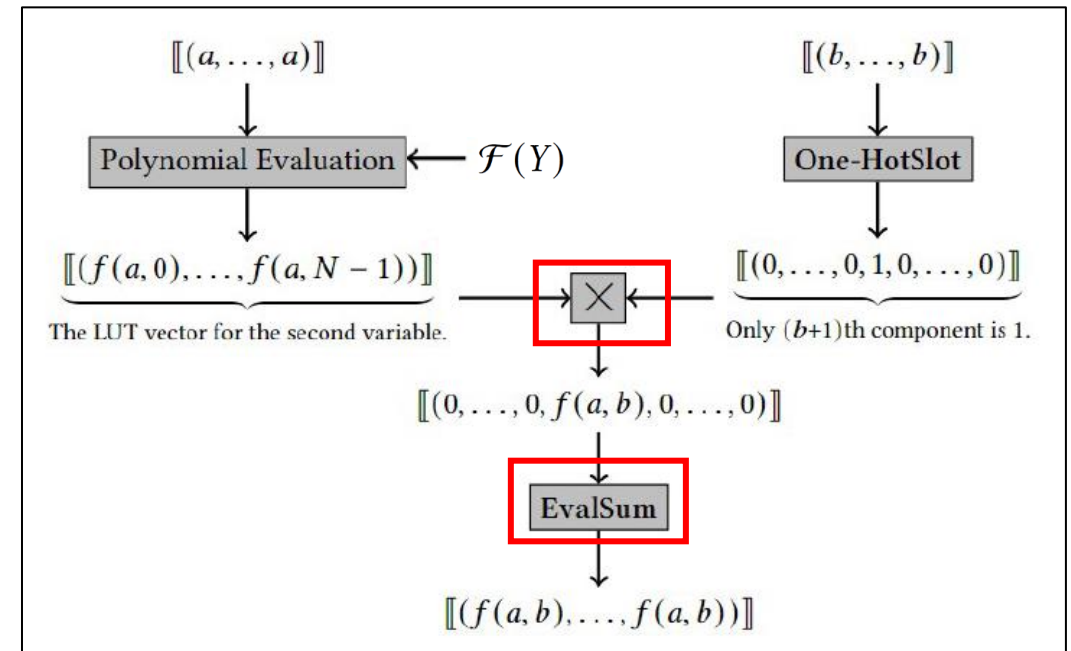 ⟦(a, . . . , a)⟧
⟦(b, . . . , b)⟧
Polynomial Evaluation
ℱ(Y)
One-HotSlot
⟦(f(a, 0), . . . , f(a, N − 1))⟧
⟦(0, . . . , 0, 1, 0, . . . , 0)⟧
×
The LUT vector for the second variable.
Only (b+1)th component is 1.
⟦(0, . . . , 0, f(a, b), 0, . . . , 0)⟧
EvalSum
⟦(f(a, b), . . . , f(a, b))⟧